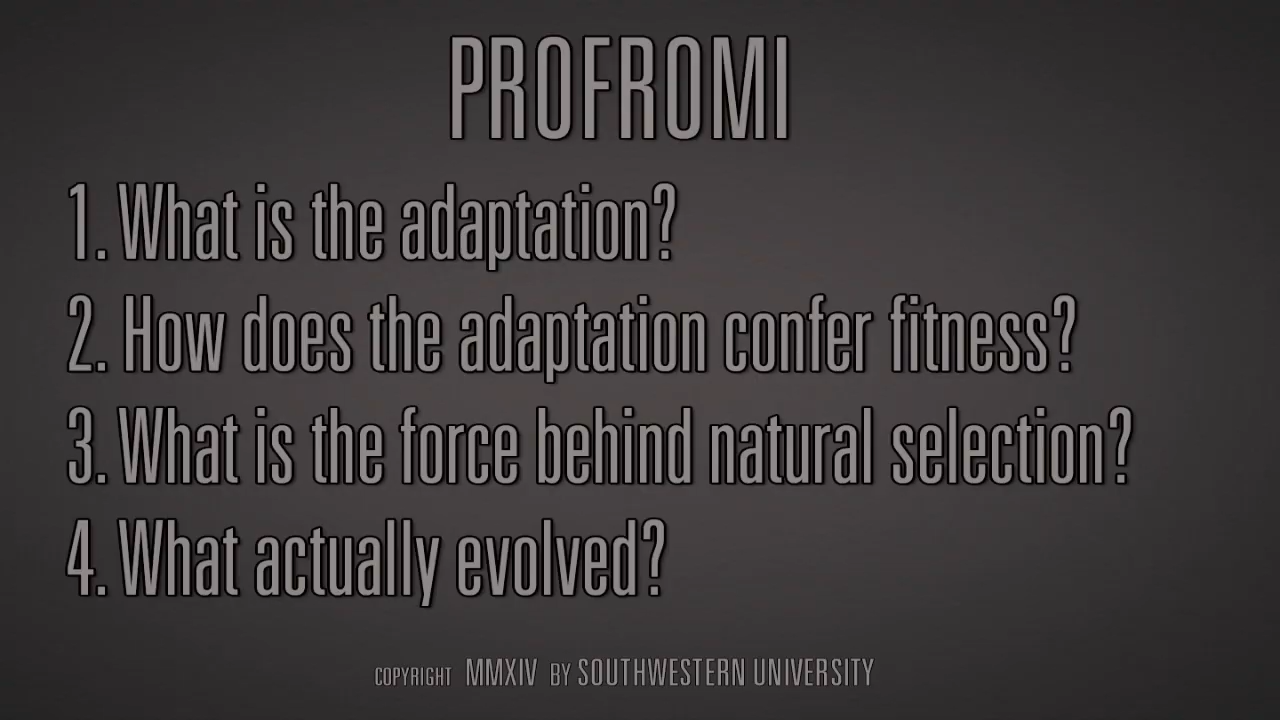 PROFROMI
1. What is the adaptation?
2. How does the adaptation confer fitness?
3. What is the force behind natural selection?
4. What actually evolved?
COPYRIGHT MMXIV BY SOUTHWESTERN UNIVERSITY